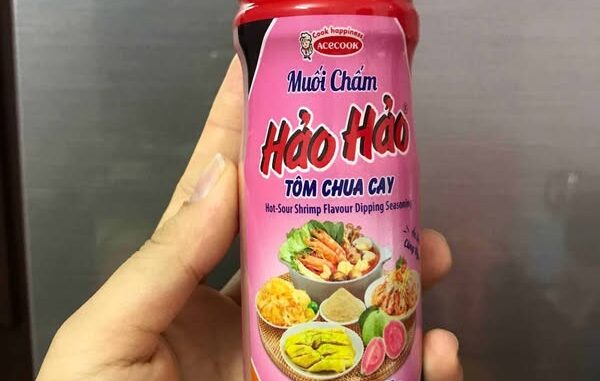 Cook happiness
ACECOOK
Muối Chấm
Hảo Hảo®
TÔM CHUA CAY
Hot-Sour Shrimp Flavour Dipping Seasoning